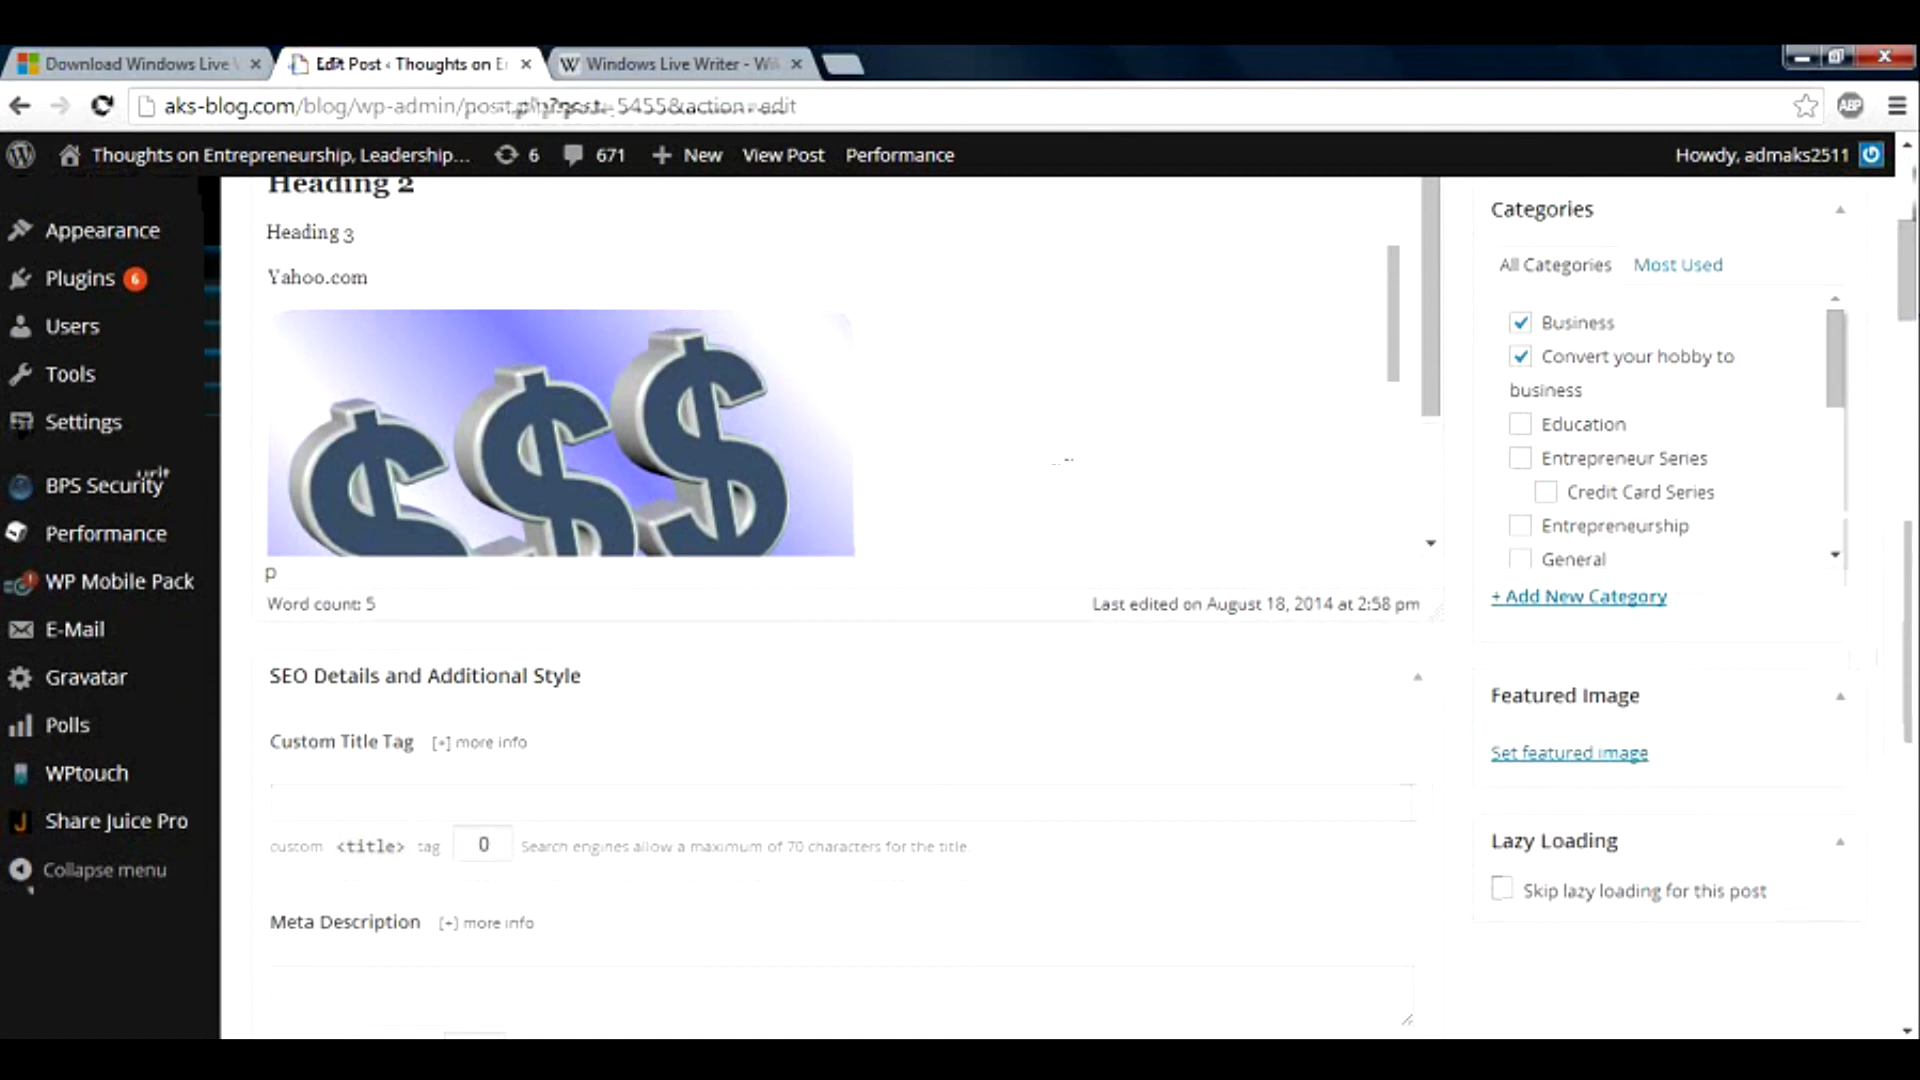 Download Windows Live
Edit Post ‹ Thoughts on E
Windows Live Writer - Wi
aks-blog.com/blog/wp-admin/post.php?post=5455&action=edit
ABP
Thoughts on Entrepreneurship, Leadership...
6
671
New
View Post
Performance
Howdy, admaks2511
Appearance
Plugins 6
Users
Tools
Settings
BPS Security
Performance
WP Mobile Pack
E-Mail
Gravatar
Polls
WPtouch
Share Juice Pro
Collapse menu
Heading 2
Heading 3
Yahoo.com
p
Word count: 5
Last edited on August 18, 2014 at 2:58 pm
SEO Details and Additional Style
Custom Title Tag [+] more info
custom <title> tag 0 Search engines allow a maximum of 70 characters for the title.
Meta Description [+] more info
Categories
All Categories
Most Used
Business
Convert your hobby to
business
Education
Entrepreneur Series
Credit Card Series
Entrepreneurship
General
+ Add New Category
Featured Image
Set featured image
Lazy Loading
Skip lazy loading for this post